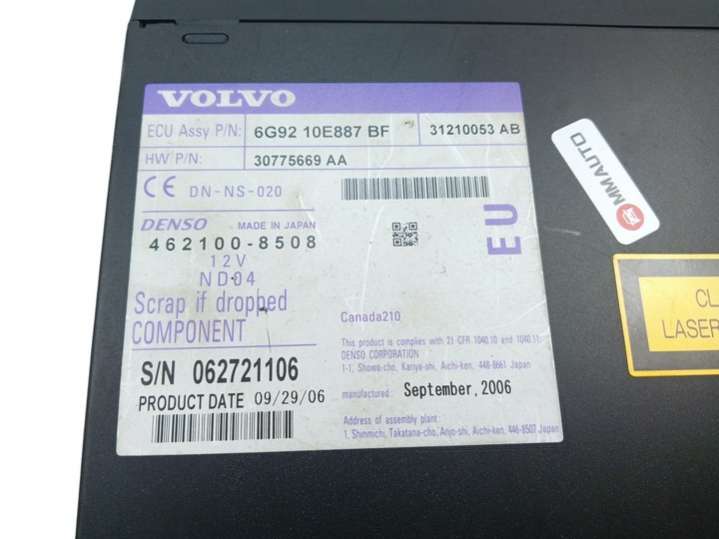 VOLVO
ECU Assy P/N: 6G92 10E887 BF 31210053 AB
HW P/N: 30775669 AA
CE DN-NS-020
DENSO MADE IN JAPAN
462100-8508
12V
ND04
EU
Scrap if dropped
COMPONENT
Canada210
This product is complies with 21 CFR 1040.10 and 1040.11.
DENSO CORPORATION
1-1, Showa-cho, Kariya-shi, Aichi-ken, 448-8661 Japan
S/N 062721106
manufactured: September, 2006
PRODUCT DATE 09/29/06
Address of assembly plant:
1, Shinmichi, Takatana-cho, Anjo-shi, Aichi-ken, 446-8507 Japan
MMAUTO
CL
LASER